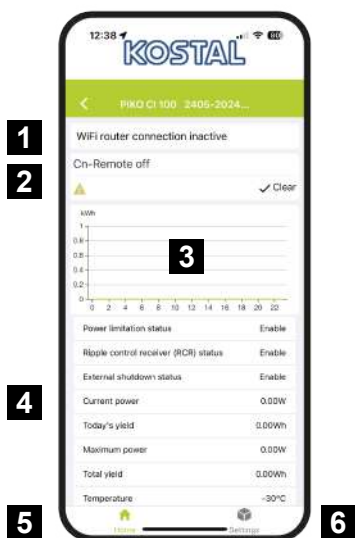 12:38
80
KOSTAL
PIKO CI 100 2405-2024...
1
WiFi router connection inactive
Cn-Remote off
2
Clear
kWh
1
0.8
0.6
0.4
0.2
0 2 4 6 8 10 12 14 16 18 20 22
3
Power limitation status Enable
Ripple control receiver (RCR) status Enable
External shutdown status Enable
4
Current power 0.00W
Today's yield 0.00Wh
Maximum power 0.00W
Total yield 0.00Wh
Temperature -30°C
5
Home Settings
6